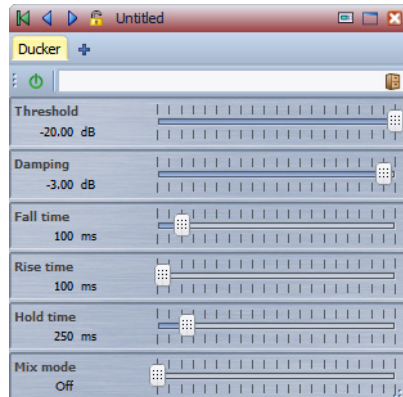 Untitled
Ducker
Threshold
-20.00 dB
Damping
-3.00 dB
Fall time
100 ms
Rise time
100 ms
Hold time
250 ms
Mix mode
Off